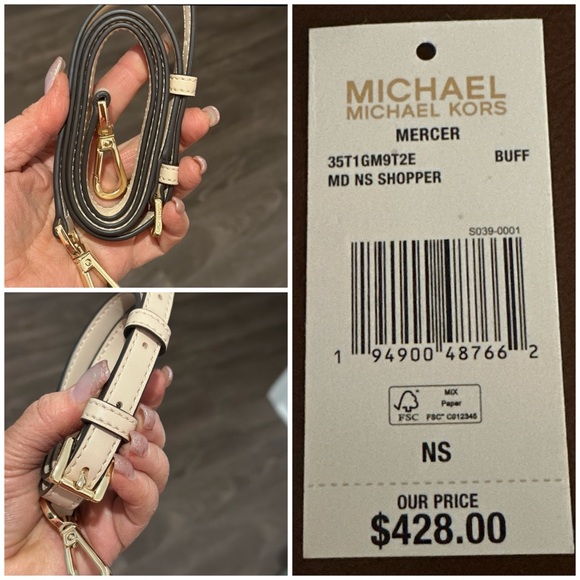 MICHAEL
MICHAEL KORS
MERCER
35T1GM9T2E BUFF
MD NS SHOPPER
S039-0001
1 94900 48766 2
FSC
MIX
Paper
FSC™ C012345
NS
OUR PRICE
$428.00